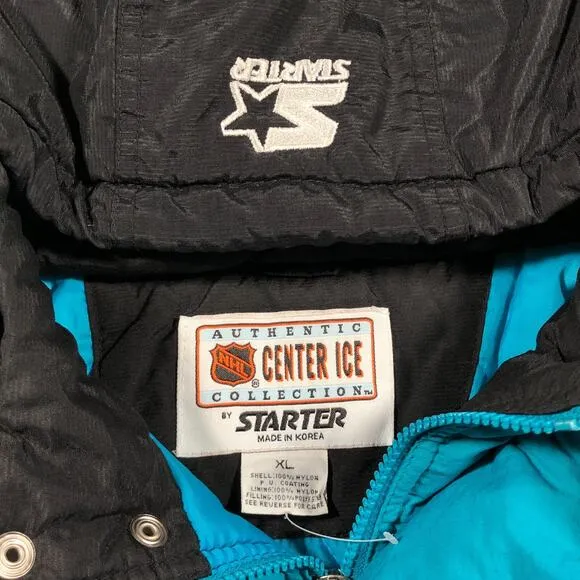 STARTER
S
AUTHENTIC
NHL ® CENTER ICE
COLLECTION™
BY STARTER
MADE IN KOREA
XL
SHELL:100% NYLON
P.U. COATING
LINING:100% NYLON
FILLING:100% POLYESTER
SEE REVERSE FOR CARE